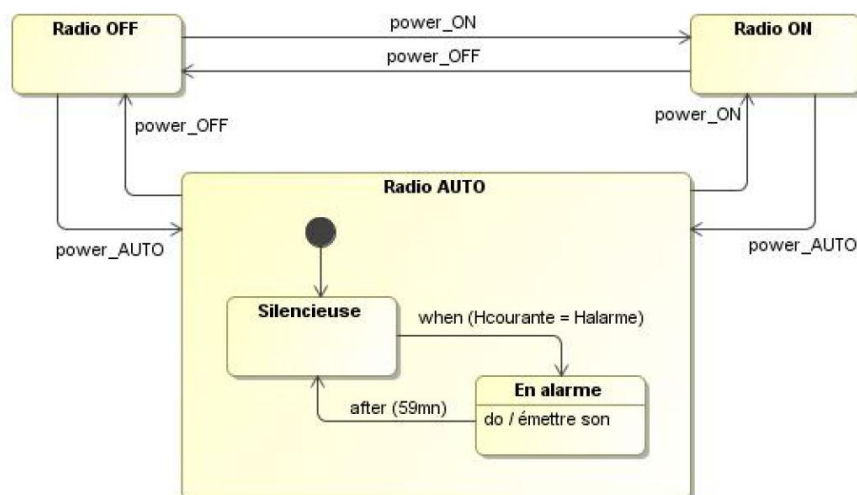 Radio OFF
power_ON
Radio ON
power_OFF
power_OFF
power_ON
Radio AUTO
power_AUTO
power_AUTO
Silencieuse
when (Hcourante = Halarme)
En alarme
after (59mn)
do / émettre son